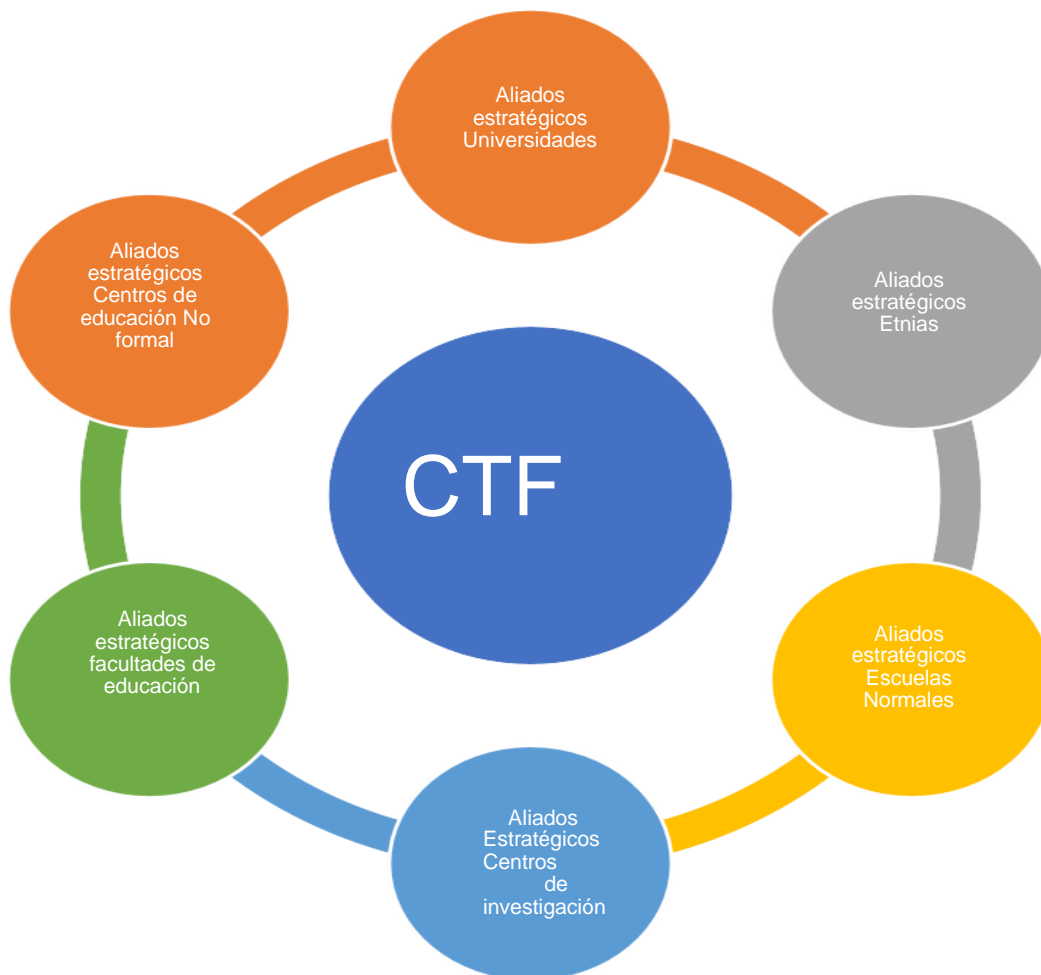 Aliados
estratégicos
Universidades
Aliados
estratégicos
Etnias
Aliados
estratégicos
Escuelas
Normales
Aliados
Estratégicos
Centros
de
investigación
Aliados
estratégicos
facultades de
educación
Aliados
estratégicos
Centros de
educación No
formal
CTF